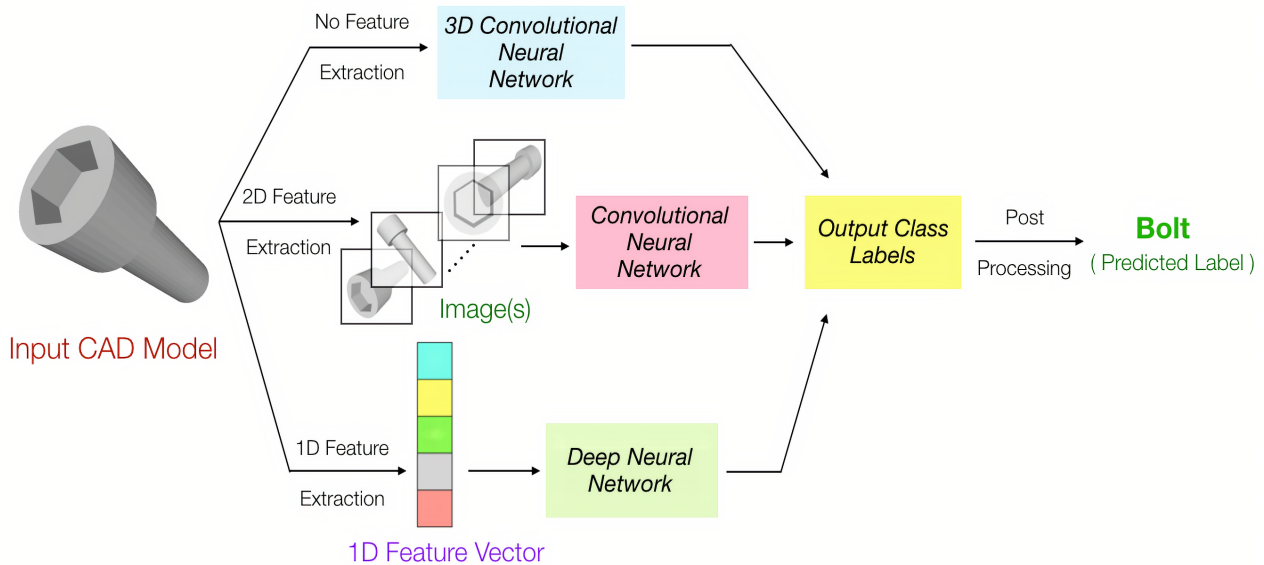 No Feature
Extraction
3D Convolutional
Neural
Network
2D Feature
Extraction
Image(s)
Convolutional
Neural
Network
Output Class
Labels
Post
Processing
Bolt
( Predicted Label )
Input CAD Model
1D Feature
Extraction
1D Feature Vector
Deep Neural
Network